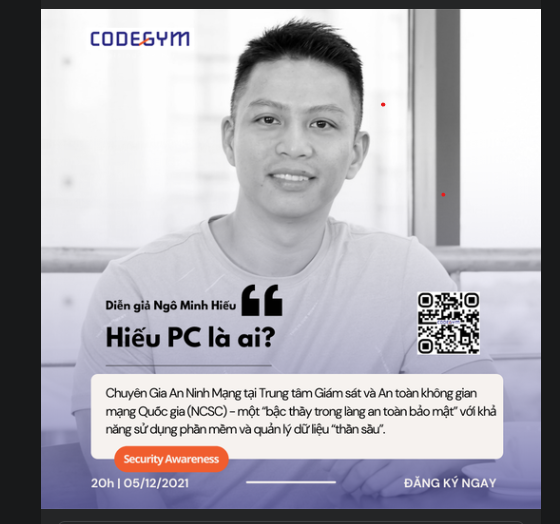 CODEGYM
Diễn giả Ngô Minh Hiếu
Hiếu PC là ai?
Chuyên Gia An Ninh Mạng tại Trung tâm Giám sát và An toàn không gian
mạng Quốc gia (NCSC) - một “bậc thầy trong làng an toàn bảo mật” với khả
năng sử dụng phần mềm và quản lý dữ liệu “thần sầu”.
Security Awareness
20h | 05/12/2021
ĐĂNG KÝ NGAY